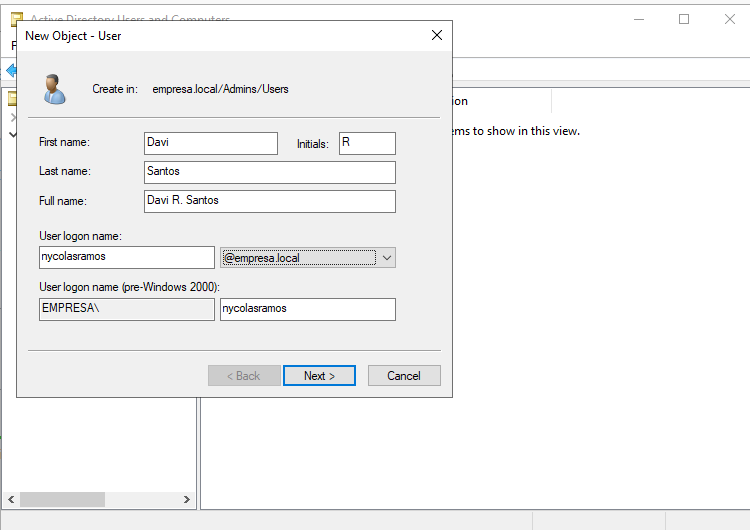 Active Directory Users and Computers
New Object - User
F
Create in: empresa.local/Admins/Users
ion
ems to show in this view.
First name: Davi Initials: R
Last name: Santos
Full name: Davi R. Santos
User logon name:
nycolasramos @empresa.local
User logon name (pre-Windows 2000):
EMPRESA\ nycolasramos
< Back Next > Cancel